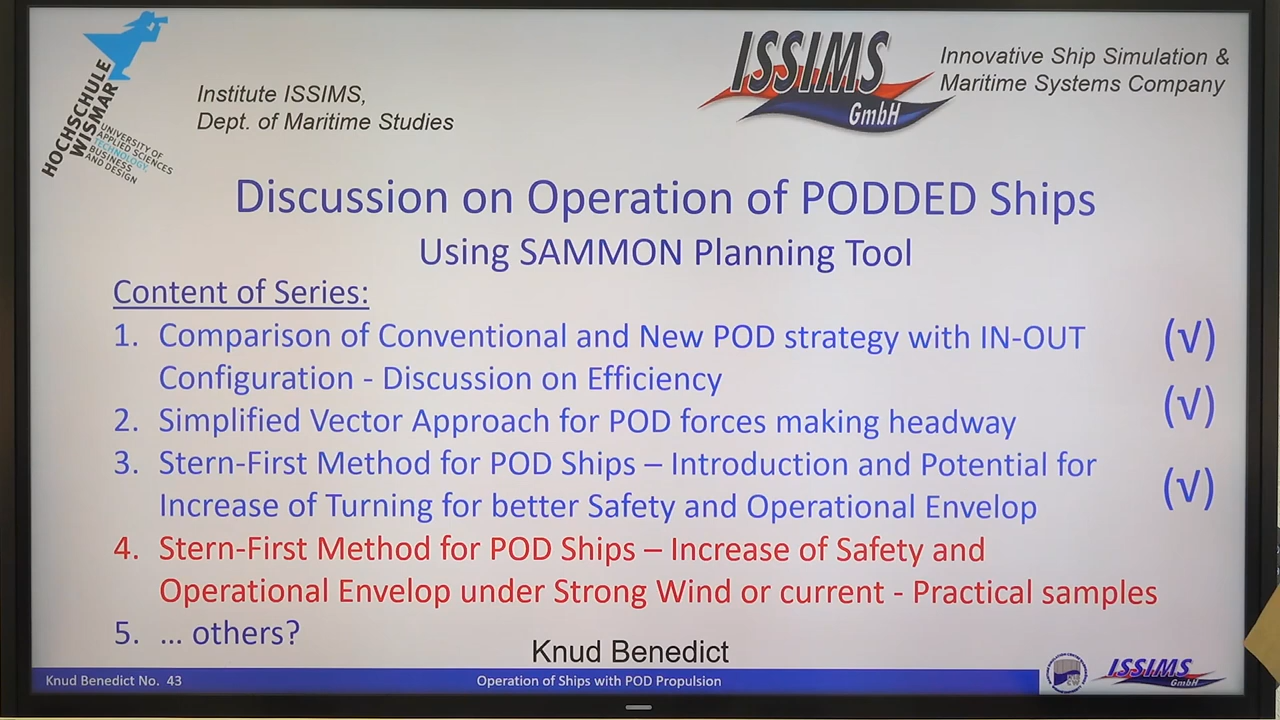 HOCHSCHULE
WISMAR
UNIVERSITY OF
APPLIED SCIENCES
TECHNOLOGY,
BUSINESS
AND DESIGN
Institute ISSIMS,
Dept. of Maritime Studies
ISSIMS
GmbH
Innovative Ship Simulation &
Maritime Systems Company
Discussion on Operation of PODDED Ships
Using SAMMON Planning Tool
Content of Series:
1. Comparison of Conventional and New POD strategy with IN-OUT (√)
Configuration - Discussion on Efficiency
2. Simplified Vector Approach for POD forces making headway (√)
3. Stern-First Method for POD Ships – Introduction and Potential for
Increase of Turning for better Safety and Operational Envelop (√)
4. Stern-First Method for POD Ships – Increase of Safety and
Operational Envelop under Strong Wind or current - Practical samples
5. ... others?
Knud Benedict
Knud Benedict No. 43
Operation of Ships with POD Propulsion
ISSIMS
GmbH